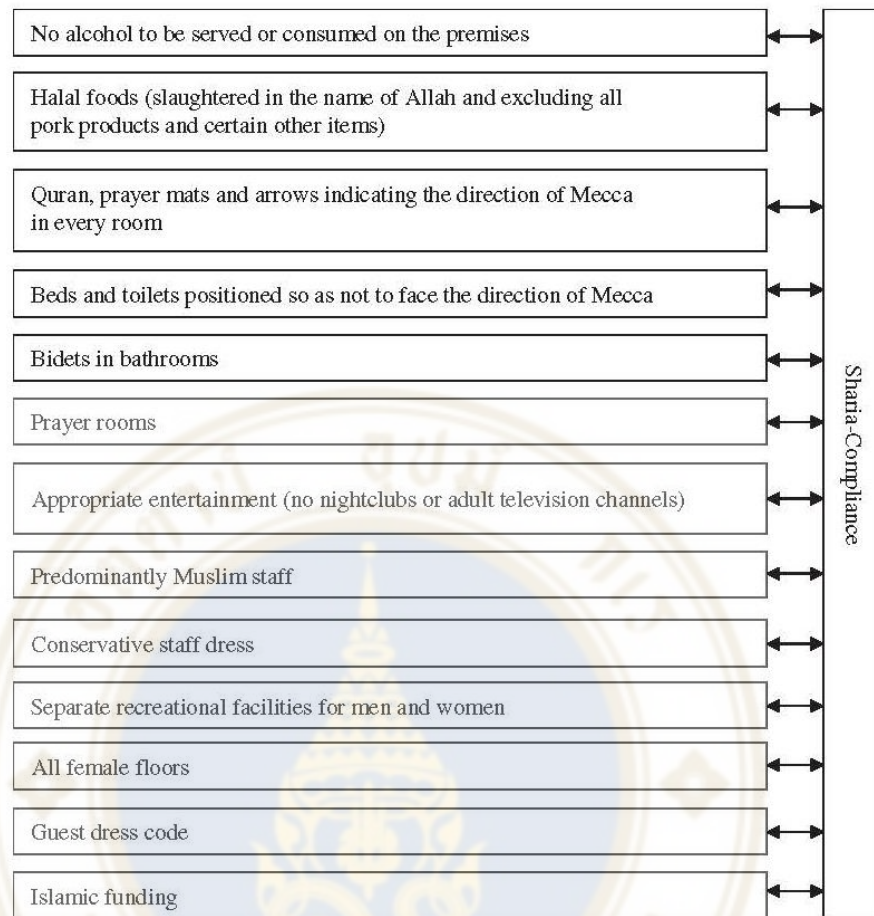 No alcohol to be served or consumed on the premises
Halal foods (slaughtered in the name of Allah and excluding all
pork products and certain other items)
Quran, prayer mats and arrows indicating the direction of Mecca
in every room
Beds and toilets positioned so as not to face the direction of Mecca
Bidets in bathrooms
Prayer rooms
Appropriate entertainment (no nightclubs or adult television channels)
Predominantly Muslim staff
Conservative staff dress
Separate recreational facilities for men and women
All female floors
Guest dress code
Islamic funding
Sharia-Compliance